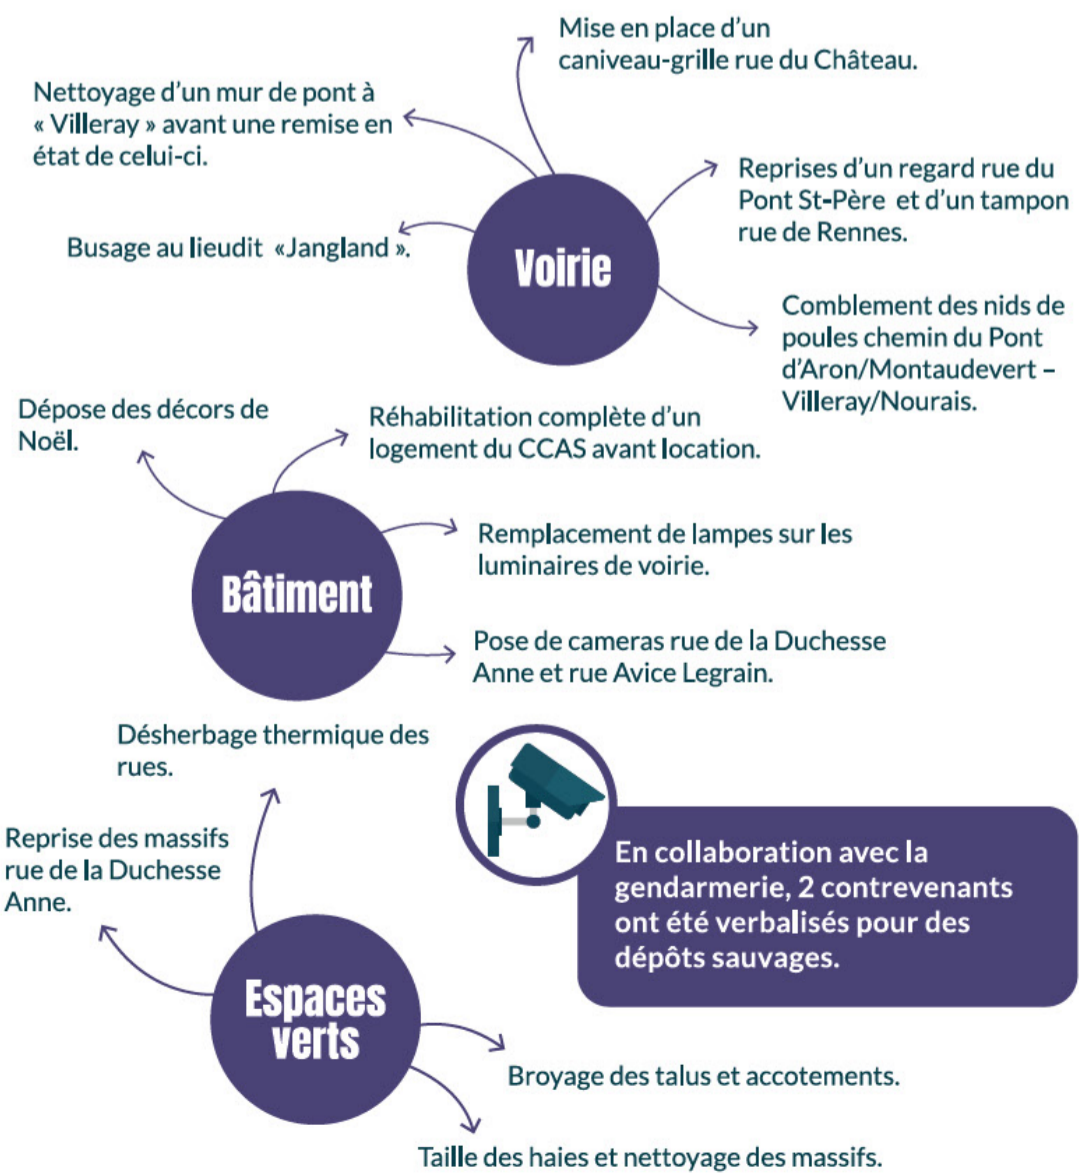 Mise en place d’un
caniveau-grille rue du Château.
Nettoyage d’un mur de pont à
« Villeray » avant une remise en
état de celui-ci.
Reprises d’un regard rue du
Pont St-Père et d’un tampon
rue de Rennes.
Busage au lieudit «Jangland ».
Voirie
Comblement des nids de
poules chemin du Pont
d’Aron/Montaudevert –
Villeray/Nourais.
Dépose des décors de
Noël.
Réhabilitation complète d’un
logement du CCAS avant location.
Remplacement de lampes sur les
luminaires de voirie.
Bâtiment
Pose de cameras rue de la Duchesse
Anne et rue Avice Legrain.
Désherbage thermique des
rues.
Reprise des massifs
rue de la Duchesse
Anne.
En collaboration avec la
gendarmerie, 2 contrevenants
ont été verbalisés pour des
dépôts sauvages.
Espaces
verts
Broyage des talus et accotements.
Taille des haies et nettoyage des massifs.